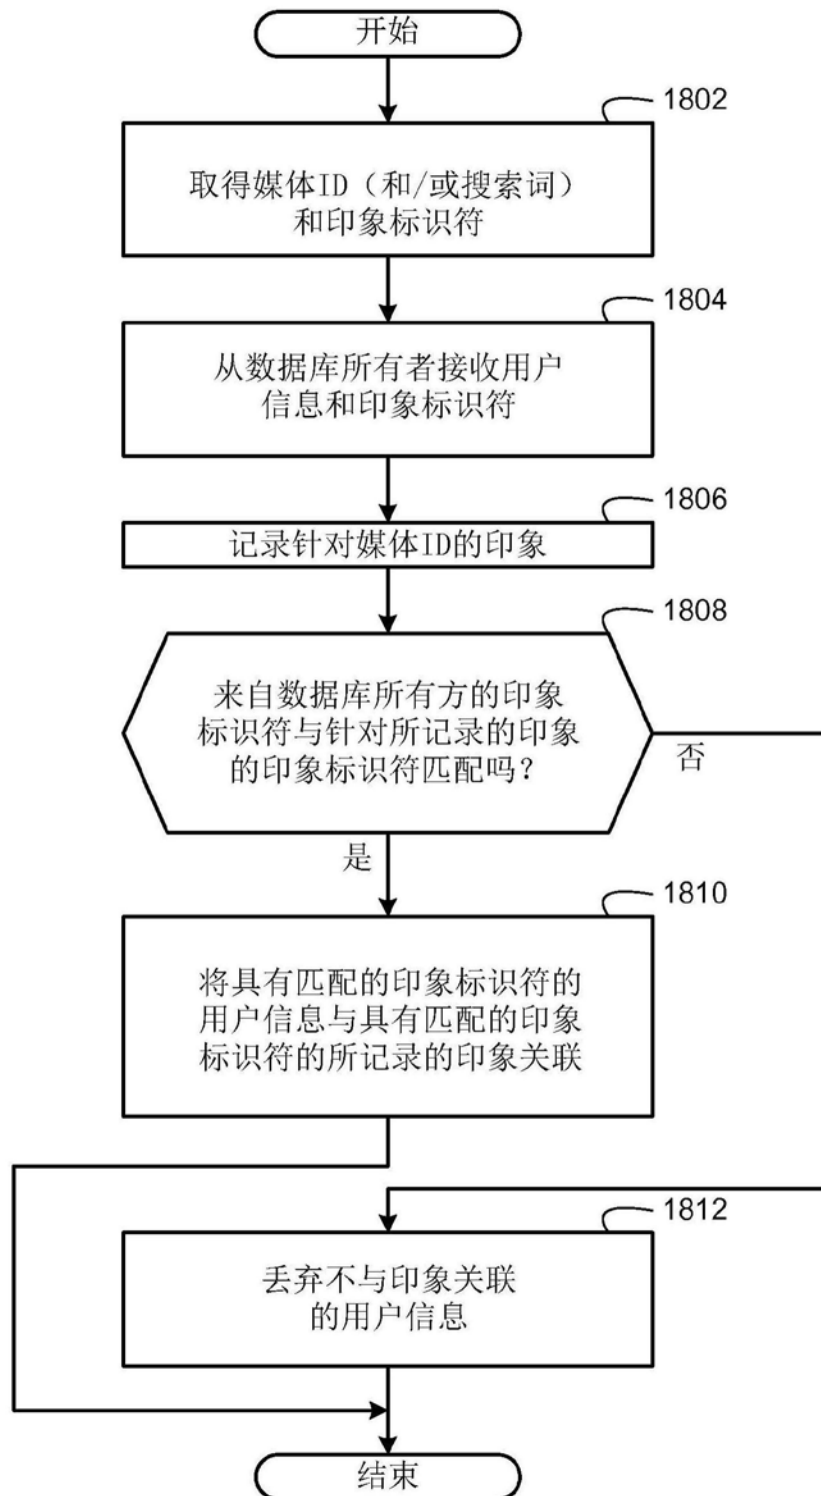 开始
1802
取得媒体ID（和/或搜索词）
和印象标识符
1804
从数据库所有者接收用户
信息和印象标识符
1806
记录针对媒体ID的印象
1808
来自数据库所有方的印象
标识符与针对所记录的印象
的印象标识符匹配吗？
否
是
1810
将具有匹配的印象标识符的
用户信息与具有匹配的印象
标识符的所记录的印象关联
1812
丢弃不与印象关联
的用户信息
结束